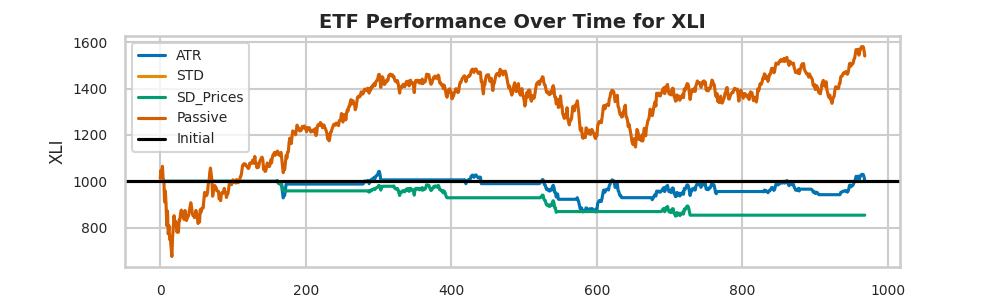 ETF Performance Over Time for XLI
1600
1400
1200
1000
800
XLI
ATR
STD
SD_Prices
Passive
Initial
0
200
400
600
800
1000